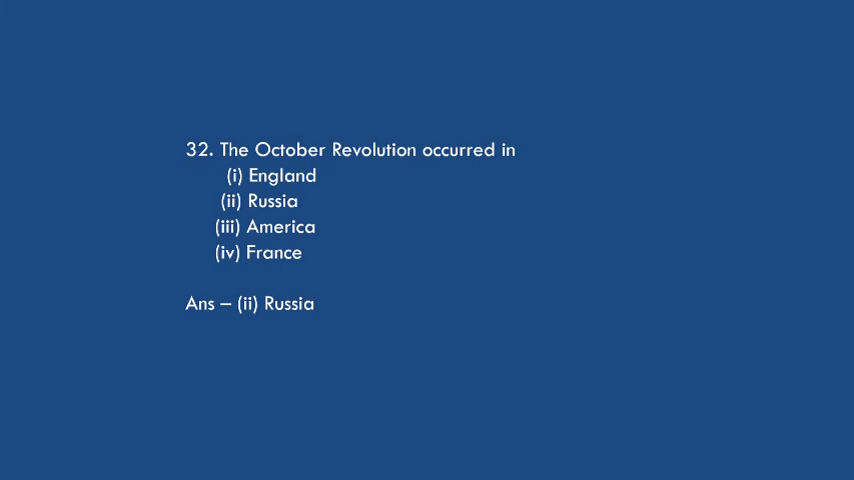 32. The October Revolution occurred in
(i) England
(ii) Russia
(iii) America
(iv) France
Ans – (ii) Russia